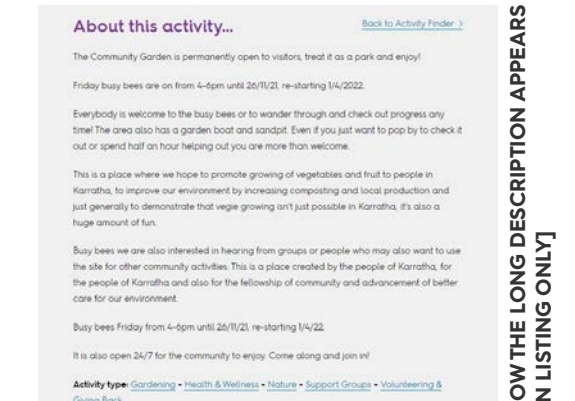 About this activity...
Back to Activity Finder >
The Community Garden is permanently open to visitors, treat it as a park and enjoy!
Friday busy bees are on from 4-6pm until 26/11/21, re-starting 1/4/2022.
Everybody is welcome to the busy bees or to wander through and check out progress any
time! The area also has a garden boat and sandpit. Even if you just want to pop by to check it
out or spend half an hour helping out you are more than welcome.
This is a place where we hope to promote growing of vegetables and fruit to people in
Karratha, to improve our environment by increasing composting and local production and
just generally to demonstrate that vegie growing isn't just possible in Karratha, it's also a
huge amount of fun.
Busy bees we are also interested in hearing from groups or people who may also want to use
the site for other community activities. This is a place created by the people of Karratha, for
the people of Karratha and also for the fellowship of community and advancement of better
care for our environment.
Busy bees Friday from 4-6pm until 26/11/21, re-starting 1/4/22.
It is also open 24/7 for the community to enjoy. Come along and join in!
Activity type: Gardening - Health & Wellness - Nature - Support Groups - Volunteering &
Giving Back
OW THE LONG DESCRIPTION APPEARS
N LISTING ONLY]